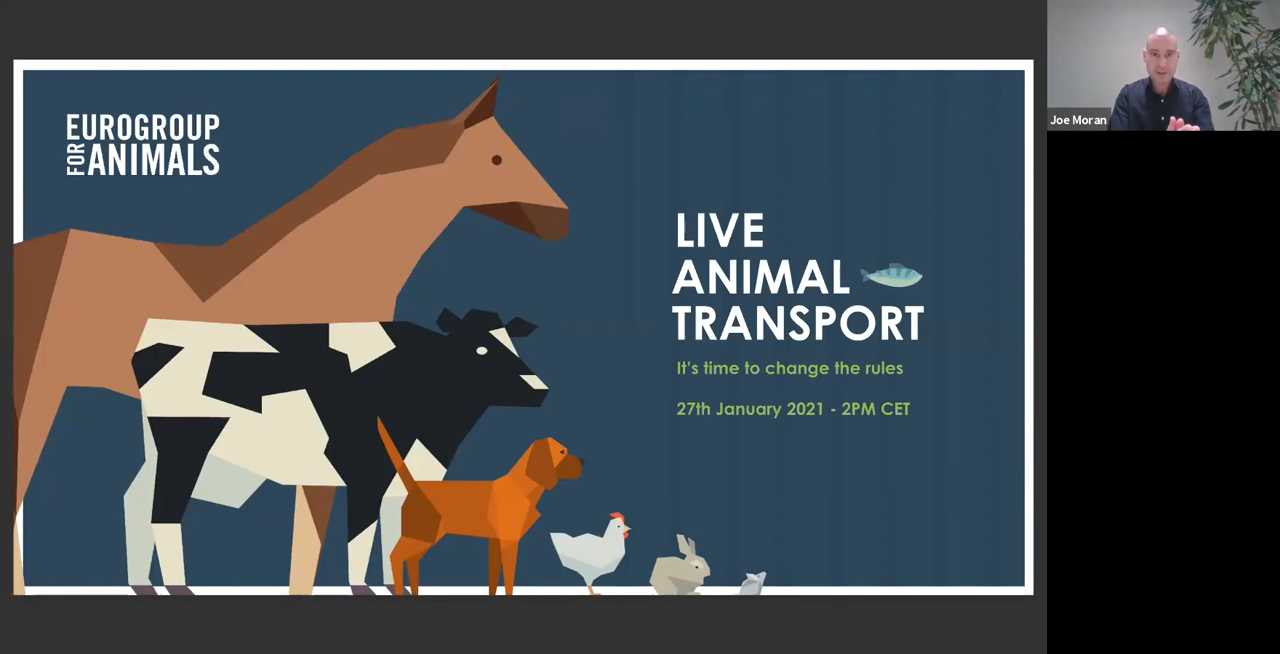 EUROGROUP
FOR ANIMALS
LIVE
ANIMAL
TRANSPORT
It's time to change the rules
27th January 2021 - 2PM CET
Joe Moran